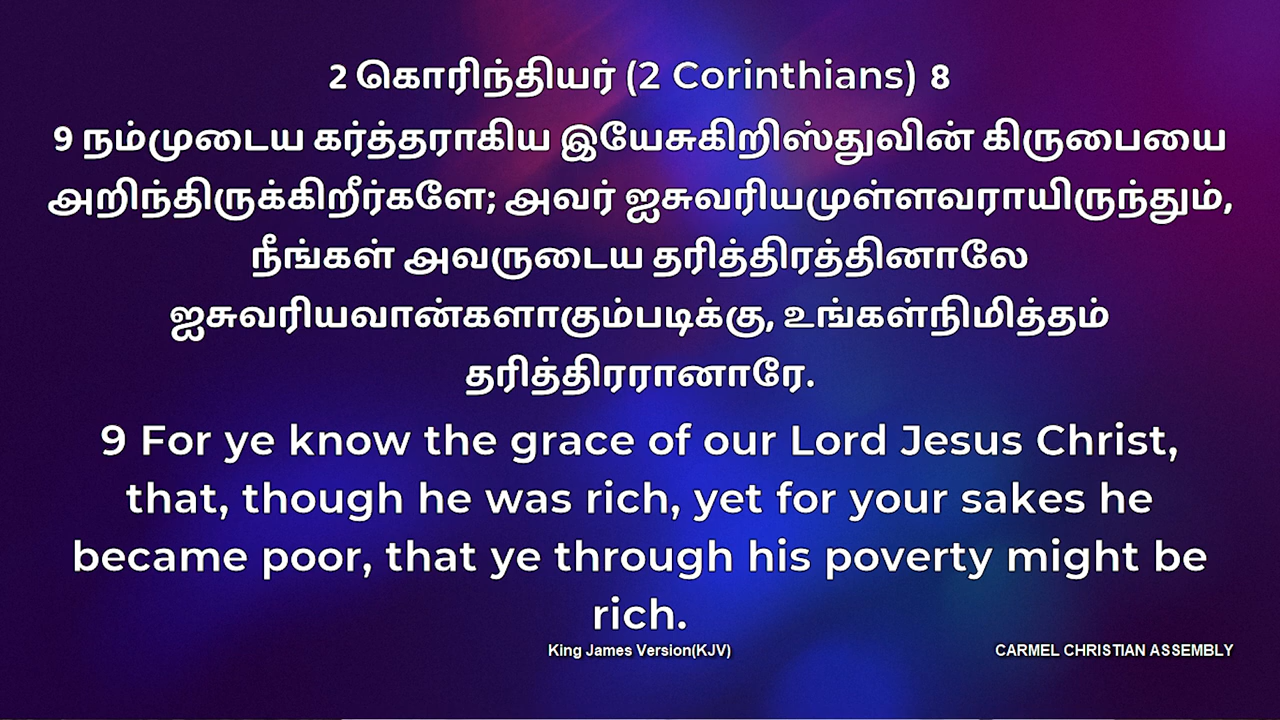 2 கொரிந்தியர் (2 Corinthians) 8
9 நம்முடைய கர்த்தராகிய இயேசுகிறிஸ்துவின் கிருபையை
அறிந்திருக்கிறீர்களே; அவர் ஐசுவரியமுள்ளவராயிருந்தும்,
நீங்கள் அவருடைய தரித்திரத்தினாலே
ஐசுவரியவான்களாகும்படிக்கு, உங்கள்நிமித்தம்
தரித்திரரானாரே.
9 For ye know the grace of our Lord Jesus Christ,
that, though he was rich, yet for your sakes he
became poor, that ye through his poverty might be
rich.
King James Version(KJV)
CARMEL CHRISTIAN ASSEMBLY